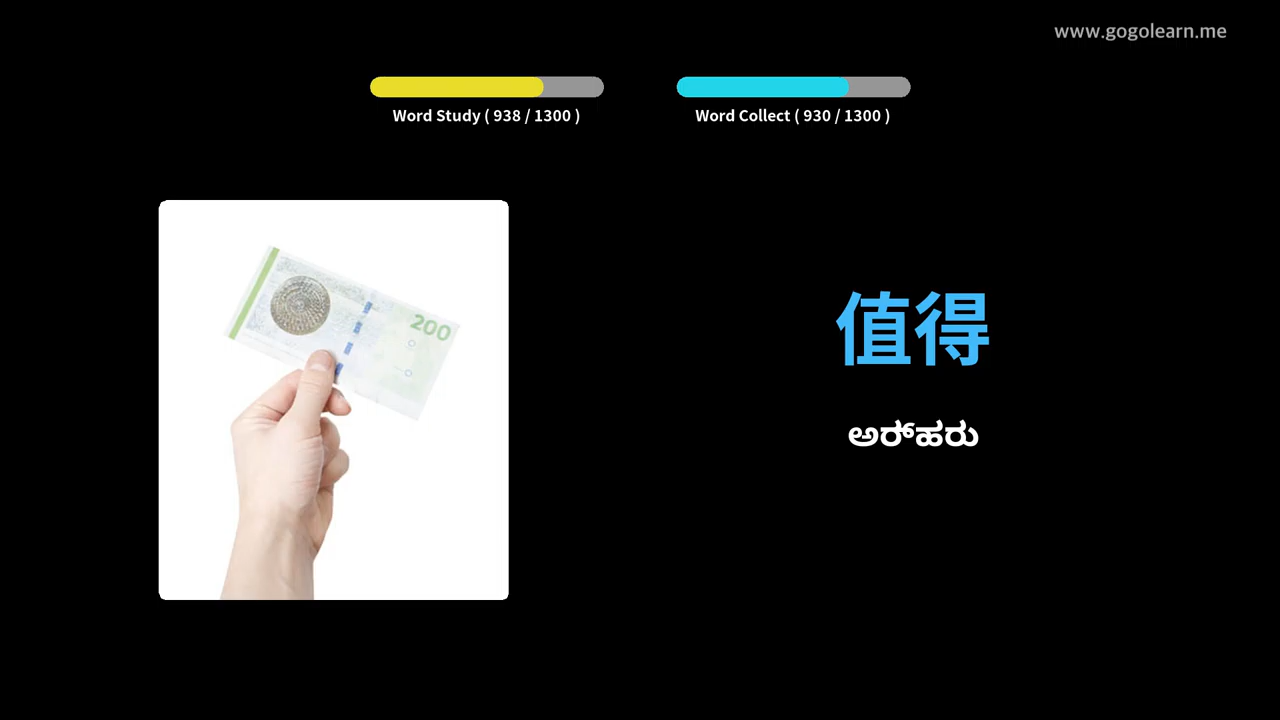 www.gogolearn.me
Word Study ( 938 / 1300 )
Word Collect ( 930 / 1300 )
200
值得
ಅರ‍್ಹರು